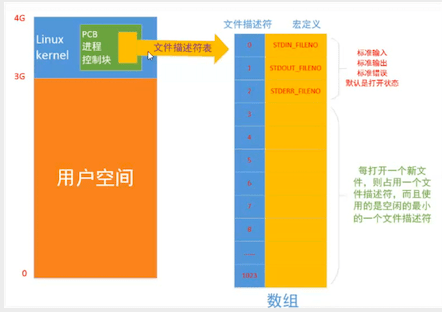 4G
Linux
kernel
PCB
进程
控制块
3G
用户空间
0
文件描述符表
文件描述符 宏定义
0 STDIN_FILENO
1 STDOUT_FILENO
2 STDERR_FILENO
3
4
5
6
7
8
......
1023
数组
标准输入
标准输出
标准错误
默认是打开状态
每打开一个新文
件，则占用一个文
件描述符，而且使
用的是空闲的最小
的一个文件描述符